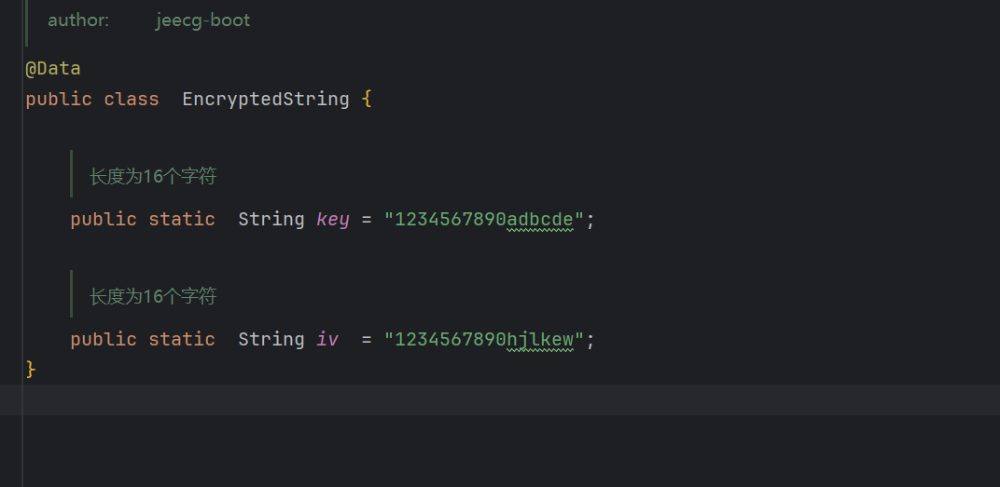 author: jeecg-boot
@Data
public class EncryptedString {
长度为16个字符
public static String key = "1234567890adbcde";
长度为16个字符
public static String iv = "1234567890hjlkew";
}